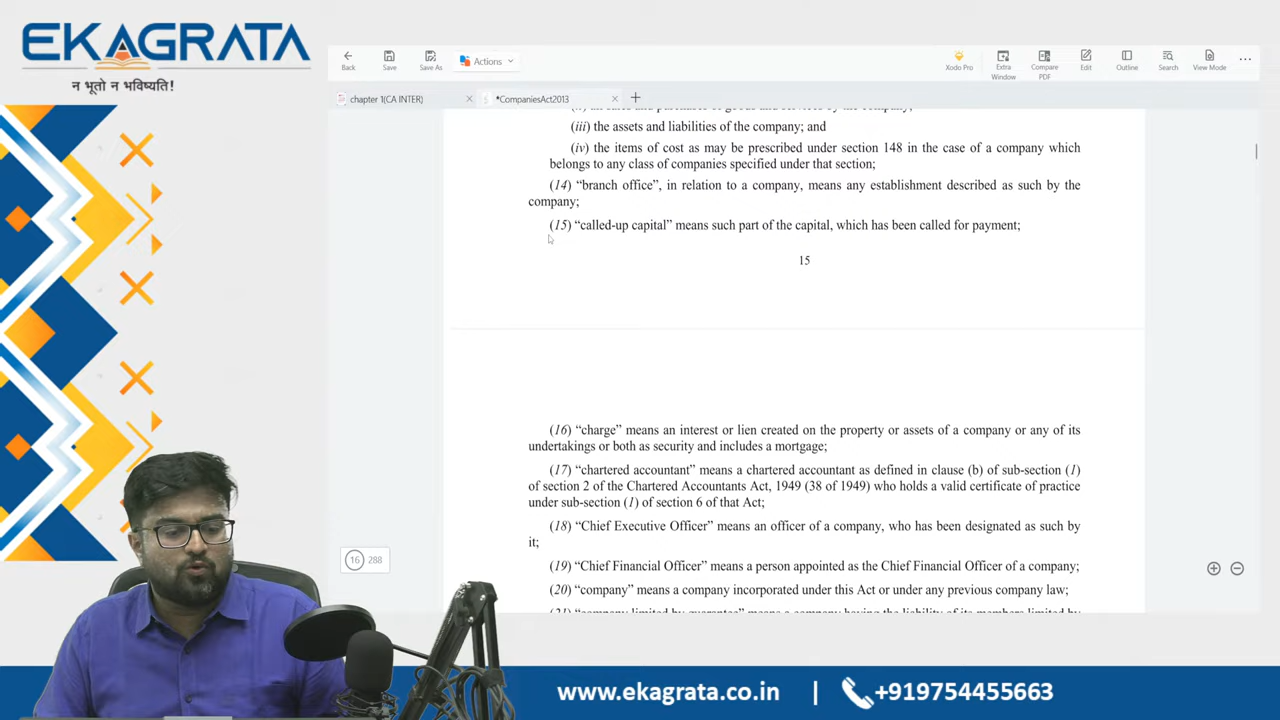 EKAGRATA
न भूतो न भविष्यति!
Back
Save
Save As
Actions
Xodo Pro
Extra Window
Compare PDF
Edit
Outline
Search
View Mode
chapter 1(CA INTER)
*CompaniesAct2013
(iii) the assets and liabilities of the company; and
(iv) the items of cost as may be prescribed under section 148 in the case of a company which
belongs to any class of companies specified under that section;
(14) “branch office”, in relation to a company, means any establishment described as such by the
company;
(15) “called-up capital” means such part of the capital, which has been called for payment;
15
(16) “charge” means an interest or lien created on the property or assets of a company or any of its
undertakings or both as security and includes a mortgage;
(17) “chartered accountant” means a chartered accountant as defined in clause (b) of sub-section (1)
of section 2 of the Chartered Accountants Act, 1949 (38 of 1949) who holds a valid certificate of practice
under sub-section (1) of section 6 of that Act;
(18) “Chief Executive Officer” means an officer of a company, who has been designated as such by
it;
(19) “Chief Financial Officer” means a person appointed as the Chief Financial Officer of a company;
(20) “company” means a company incorporated under this Act or under any previous company law;
16 288
www.ekagrata.co.in | +919754455663